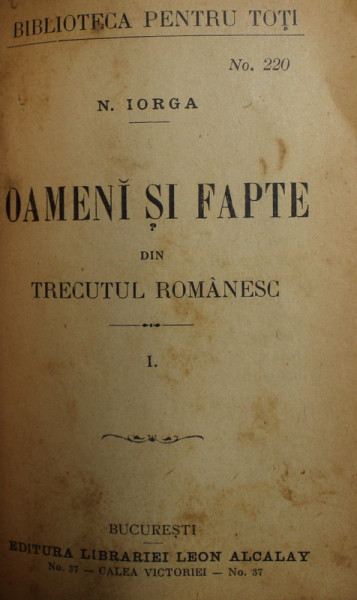 BIBLIOTECA PENTRU TOȚI
No. 220
N. IORGA
OAMENĬ ȘI FAPTE
DIN
TRECUTUL ROMÂNESC
I.
BUCUREȘTI
EDITURA LIBRARIEI LEON ALCALAY
No. 37 — CALEA VICTORIEI — No. 37